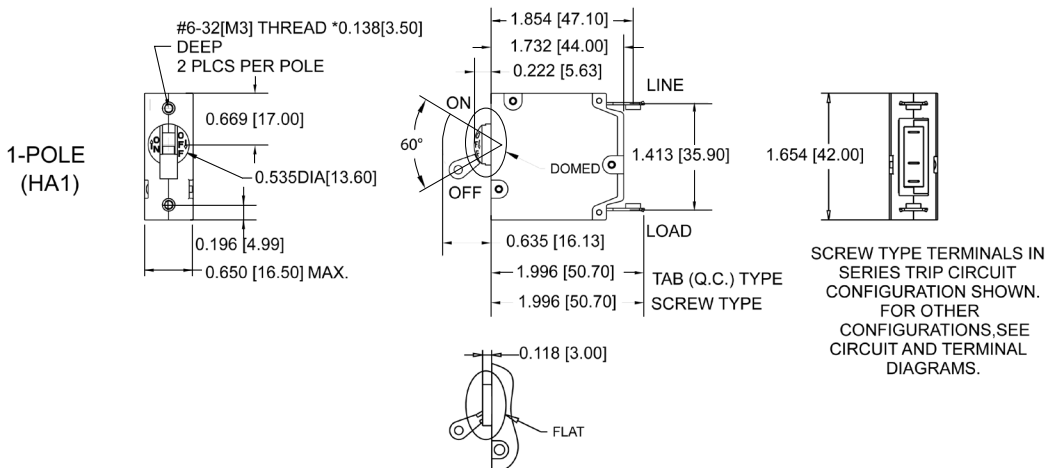 1-POLE
(HA1)
#6-32[M3] THREAD *0.138[3.50]
DEEP
2 PLCS PER POLE
0.669 [17.00]
ON
OFF
0.535DIA[13.60]
0.196 [4.99]
0.650 [16.50] MAX.
1.854 [47.10]
1.732 [44.00]
0.222 [5.63]
LINE
ON
60°
DOMED
1.413 [35.90]
OFF
LOAD
0.635 [16.13]
1.996 [50.70] TAB (Q.C.) TYPE
1.996 [50.70] SCREW TYPE
0.118 [3.00]
FLAT
1.654 [42.00]
SCREW TYPE TERMINALS IN
SERIES TRIP CIRCUIT
CONFIGURATION SHOWN.
FOR OTHER
CONFIGURATIONS,SEE
CIRCUIT AND TERMINAL
DIAGRAMS.